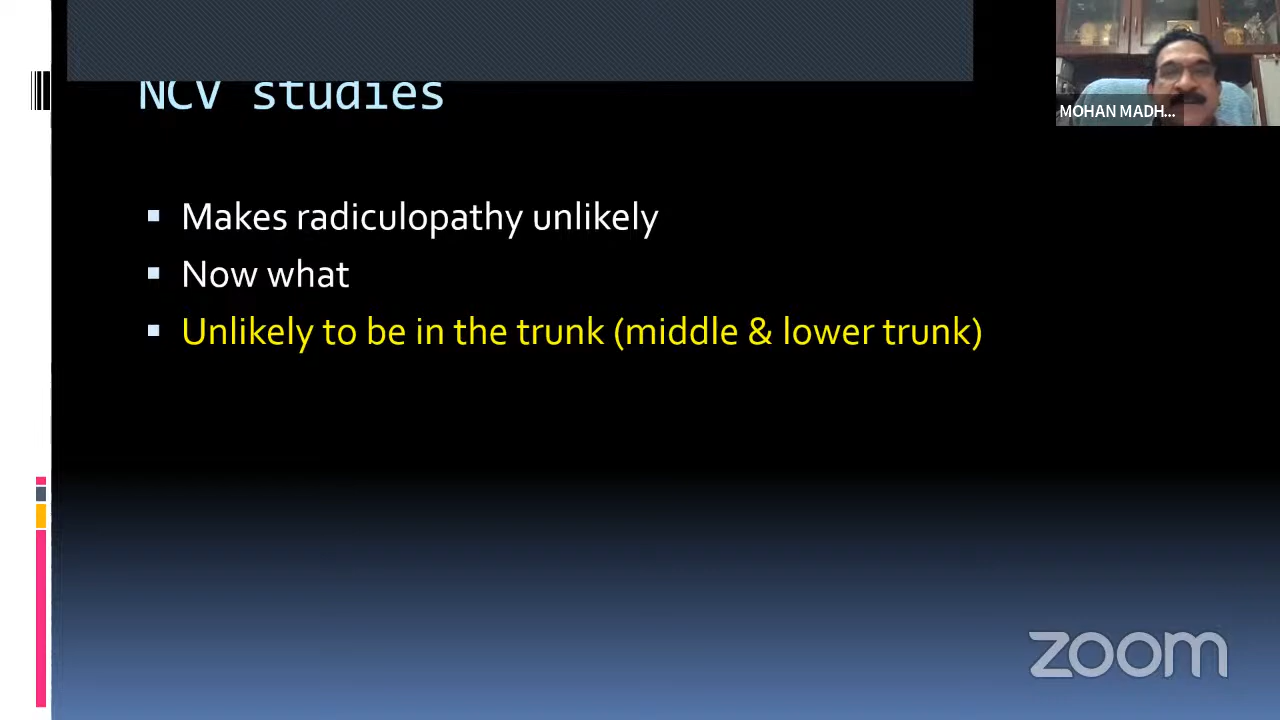 NCV studies
MOHAN MADH...
Makes radiculopathy unlikely
Now what
Unlikely to be in the trunk (middle & lower trunk)
zoom